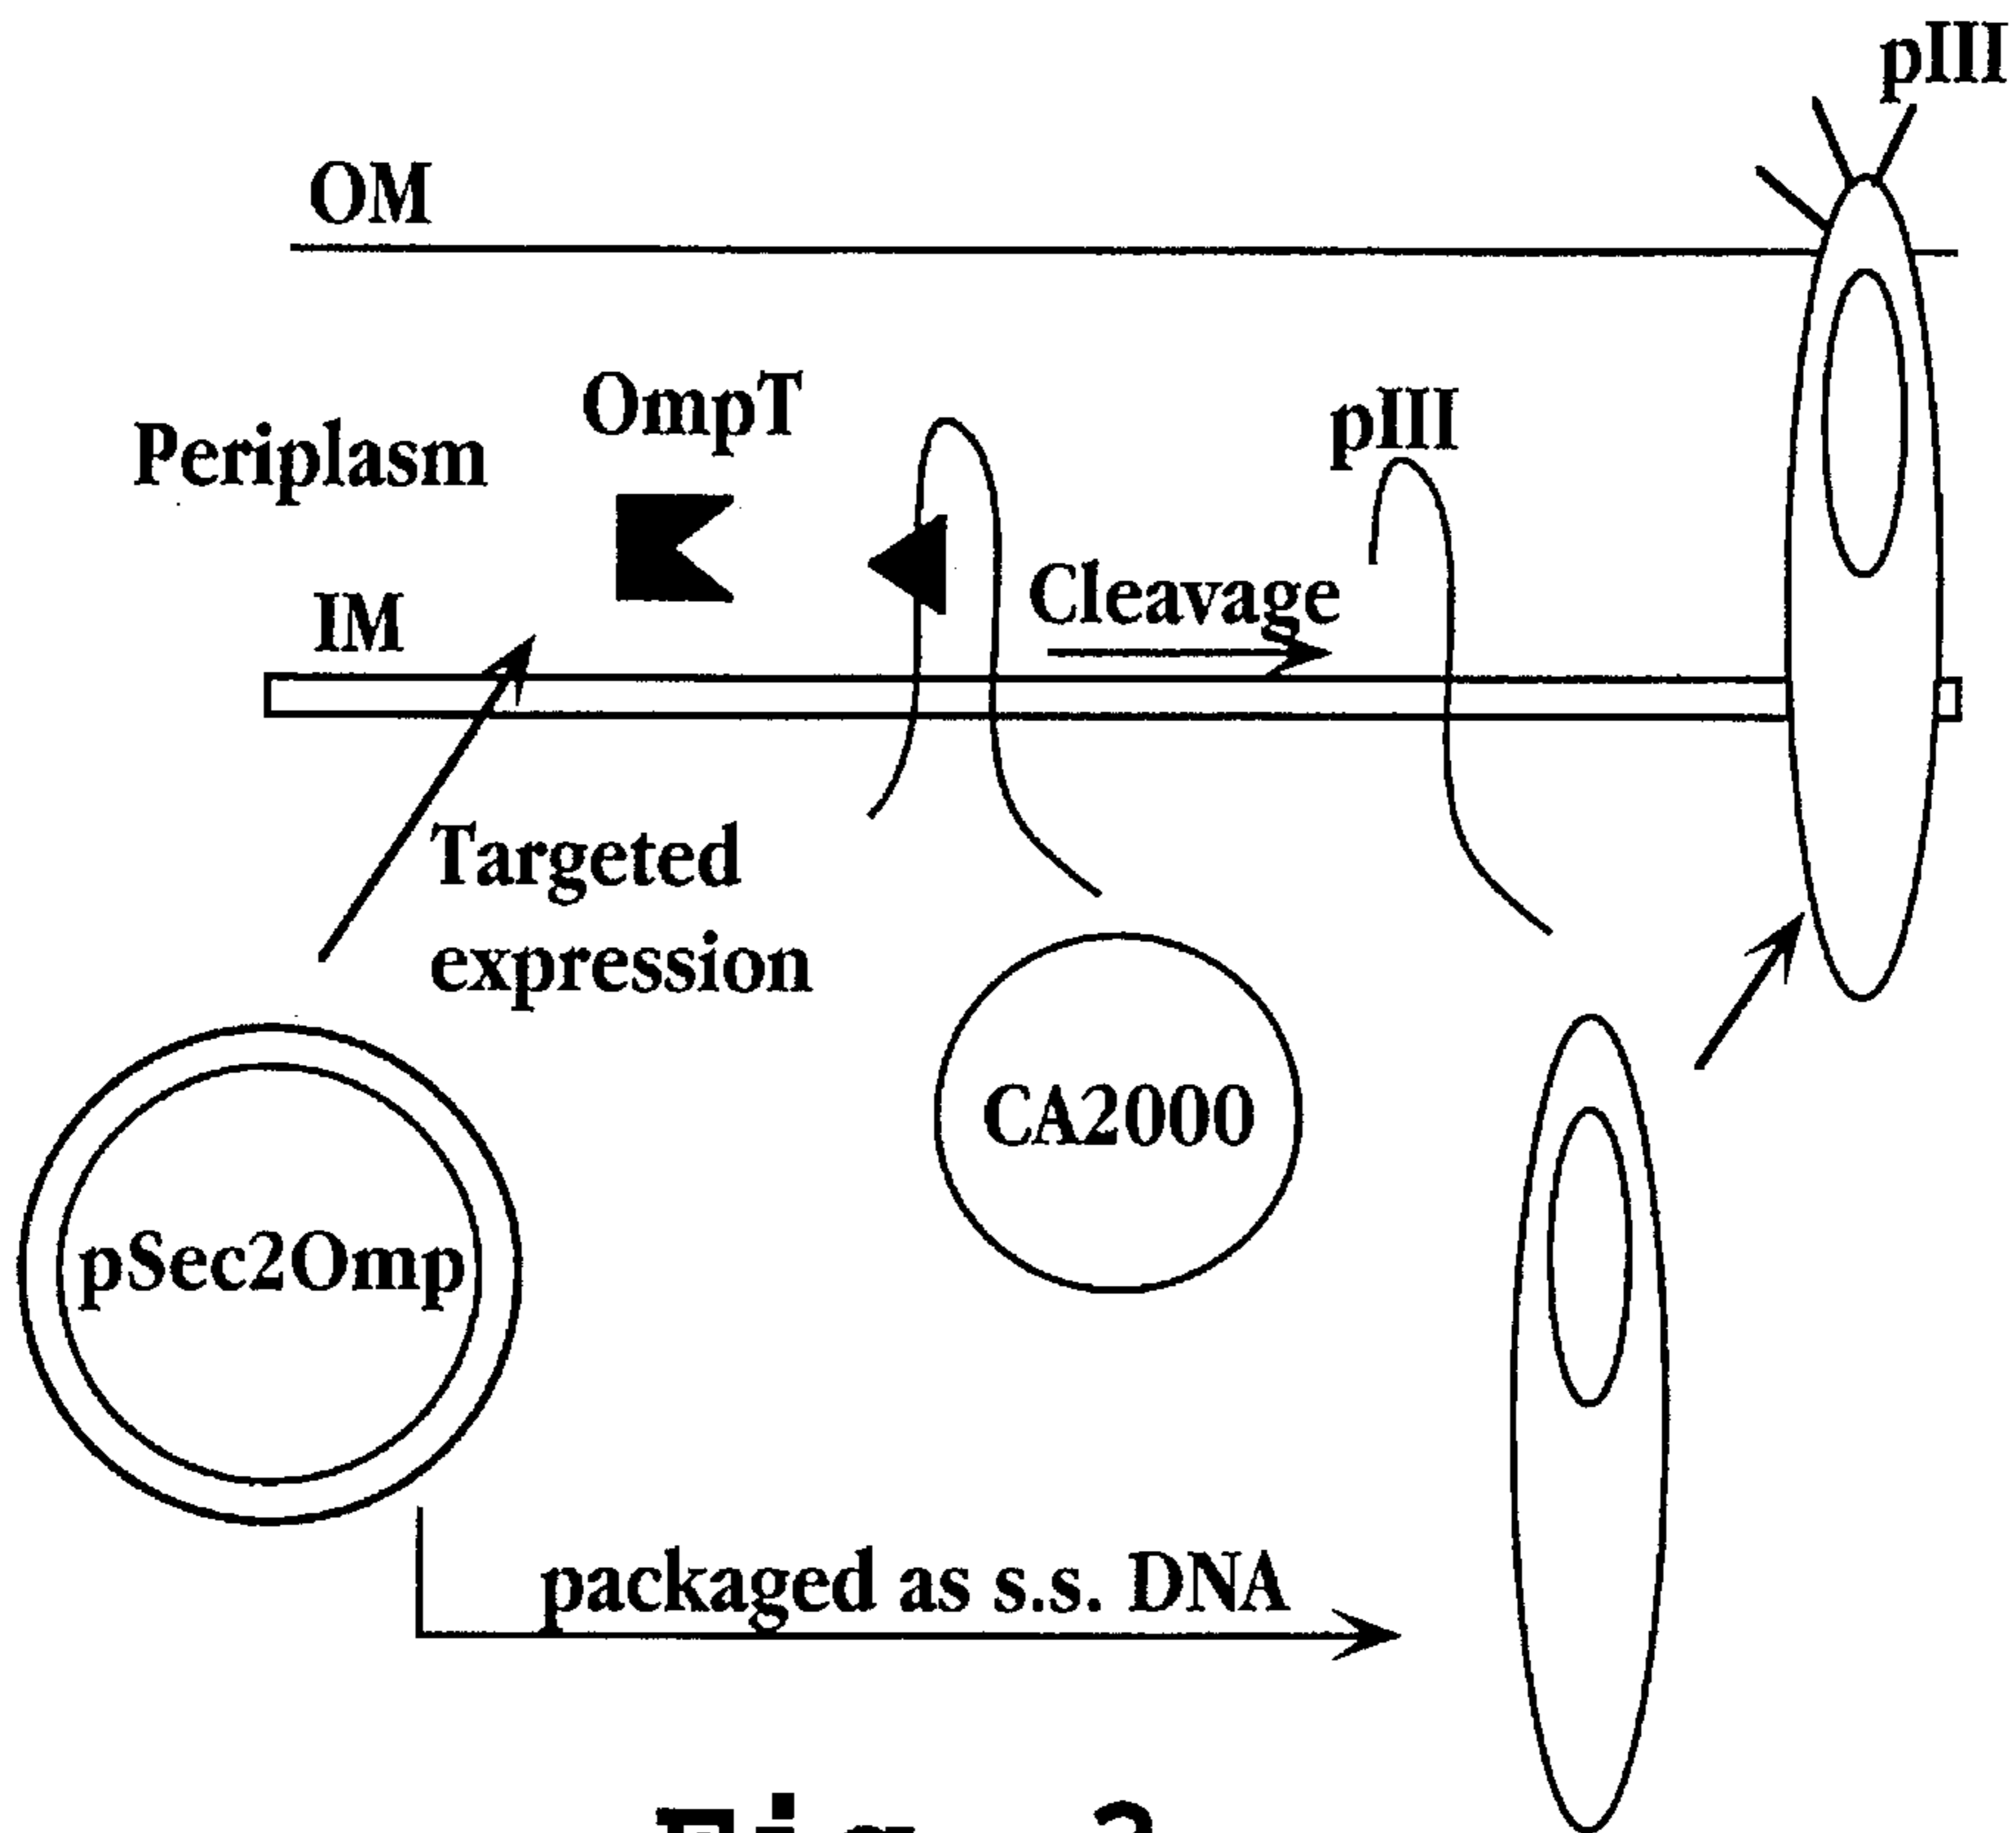 pIII
OM
OmpT
pIII
Periplasm
Cleavage
IM
Targeted
expression
CA2000
pSec2Omp
packaged as s.s. DNA